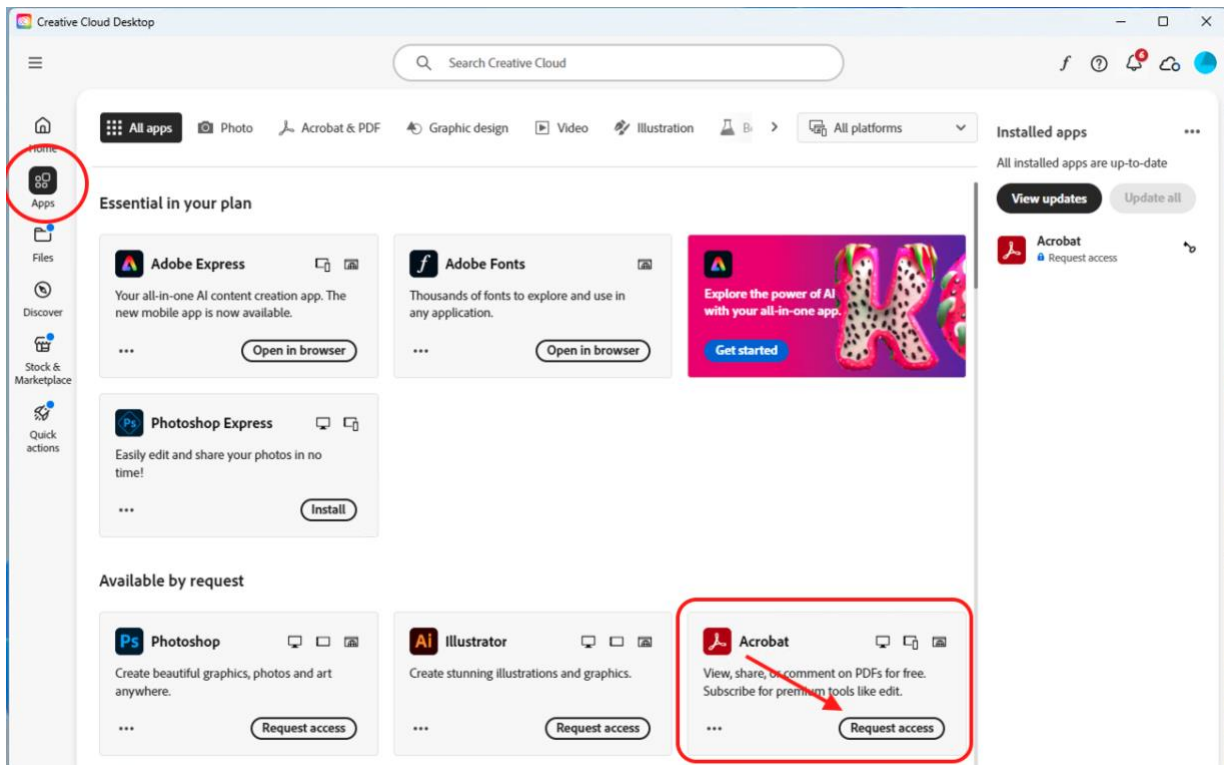 Creative Cloud Desktop
Search Creative Cloud
6
Home
Apps
Files
Discover
Stock &
Marketplace
Quick
actions
All apps
Photo
Acrobat & PDF
Graphic design
Video
Illustration
All platforms
Essential in your plan
Adobe Express
Your all-in-one AI content creation app. The
new mobile app is now available.
Open in browser
Adobe Fonts
Thousands of fonts to explore and use in
any application.
Open in browser
Explore the power of AI
with your all-in-one app.
Get started
Ps
Photoshop Express
Easily edit and share your photos in no
time!
Install
Available by request
Ps
Photoshop
Create beautiful graphics, photos and art
anywhere.
Request access
Ai
Illustrator
Create stunning illustrations and graphics.
Request access
Acrobat
View, share, or comment on PDFs for free.
Subscribe for premium tools like edit.
Request access
Installed apps
All installed apps are up-to-date
View updates
Update all
Acrobat
Request access